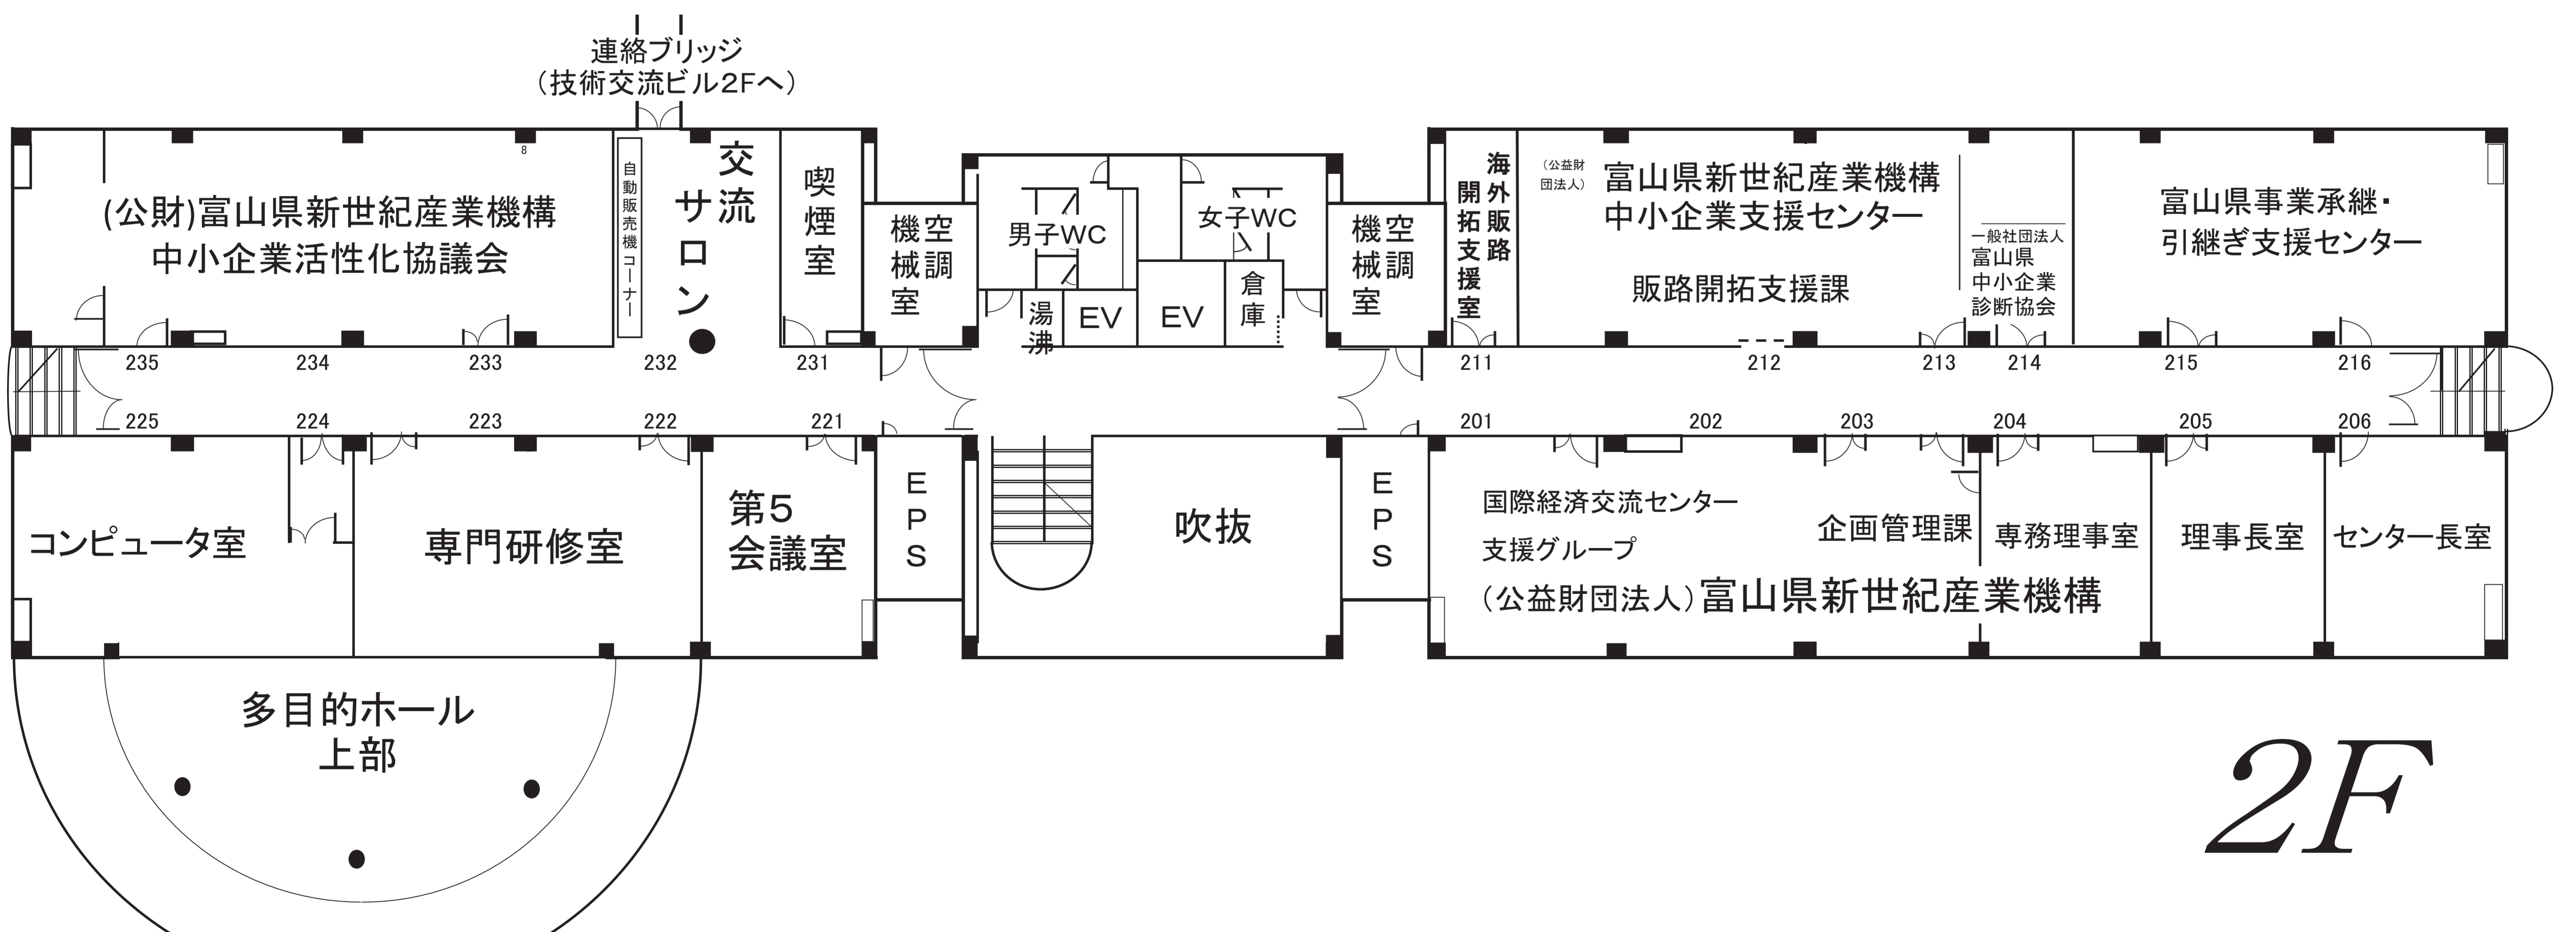 連絡ブリッジ
（技術交流ビル2Fへ）
8
(公財)富山県新世紀産業機構
中小企業活性化協議会
自動販売機コーナー
交流
サロン
喫煙室
空調
機械室
男子WC
女子WC
湯沸
EV
EV
倉庫
空調
機械室
海外販路
開拓支援室
（公益財
団法人）
富山県新世紀産業機構
中小企業支援センター
販路開拓支援課
一般社団法人
富山県
中小企業
診断協会
富山県事業承継・
引継ぎ支援センター
235
234
233
232
231
211
212
213
214
215
216
225
224
223
222
221
201
202
203
204
205
206
コンピュータ室
専門研修室
第5
会議室
EPS
吹抜
EPS
国際経済交流センター
支援グループ
企画管理課
（公益財団法人）富山県新世紀産業機構
専務理事室
理事長室
センター長室
多目的ホール
上部
2F